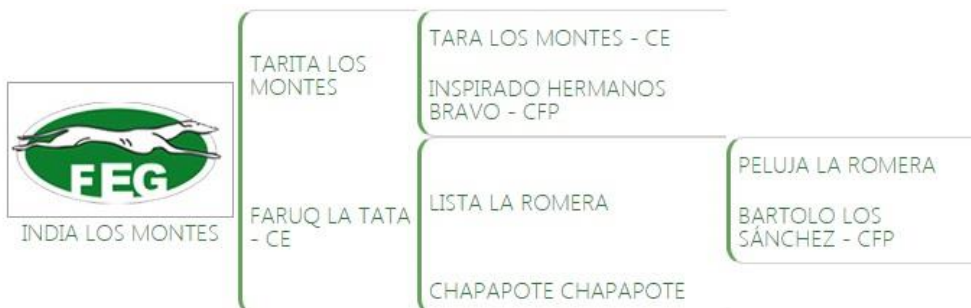 FEG
INDIA LOS MONTES
TARITA LOS
MONTES
FARUQ LA TATA
- CE
TARA LOS MONTES - CE
INSPIRADO HERMANOS
BRAVO - CFP
LISTA LA ROMERA
CHAPAPOTE CHAPAPOTE
PELUJA LA ROMERA
BARTOLO LOS
SÁNCHEZ - CFP